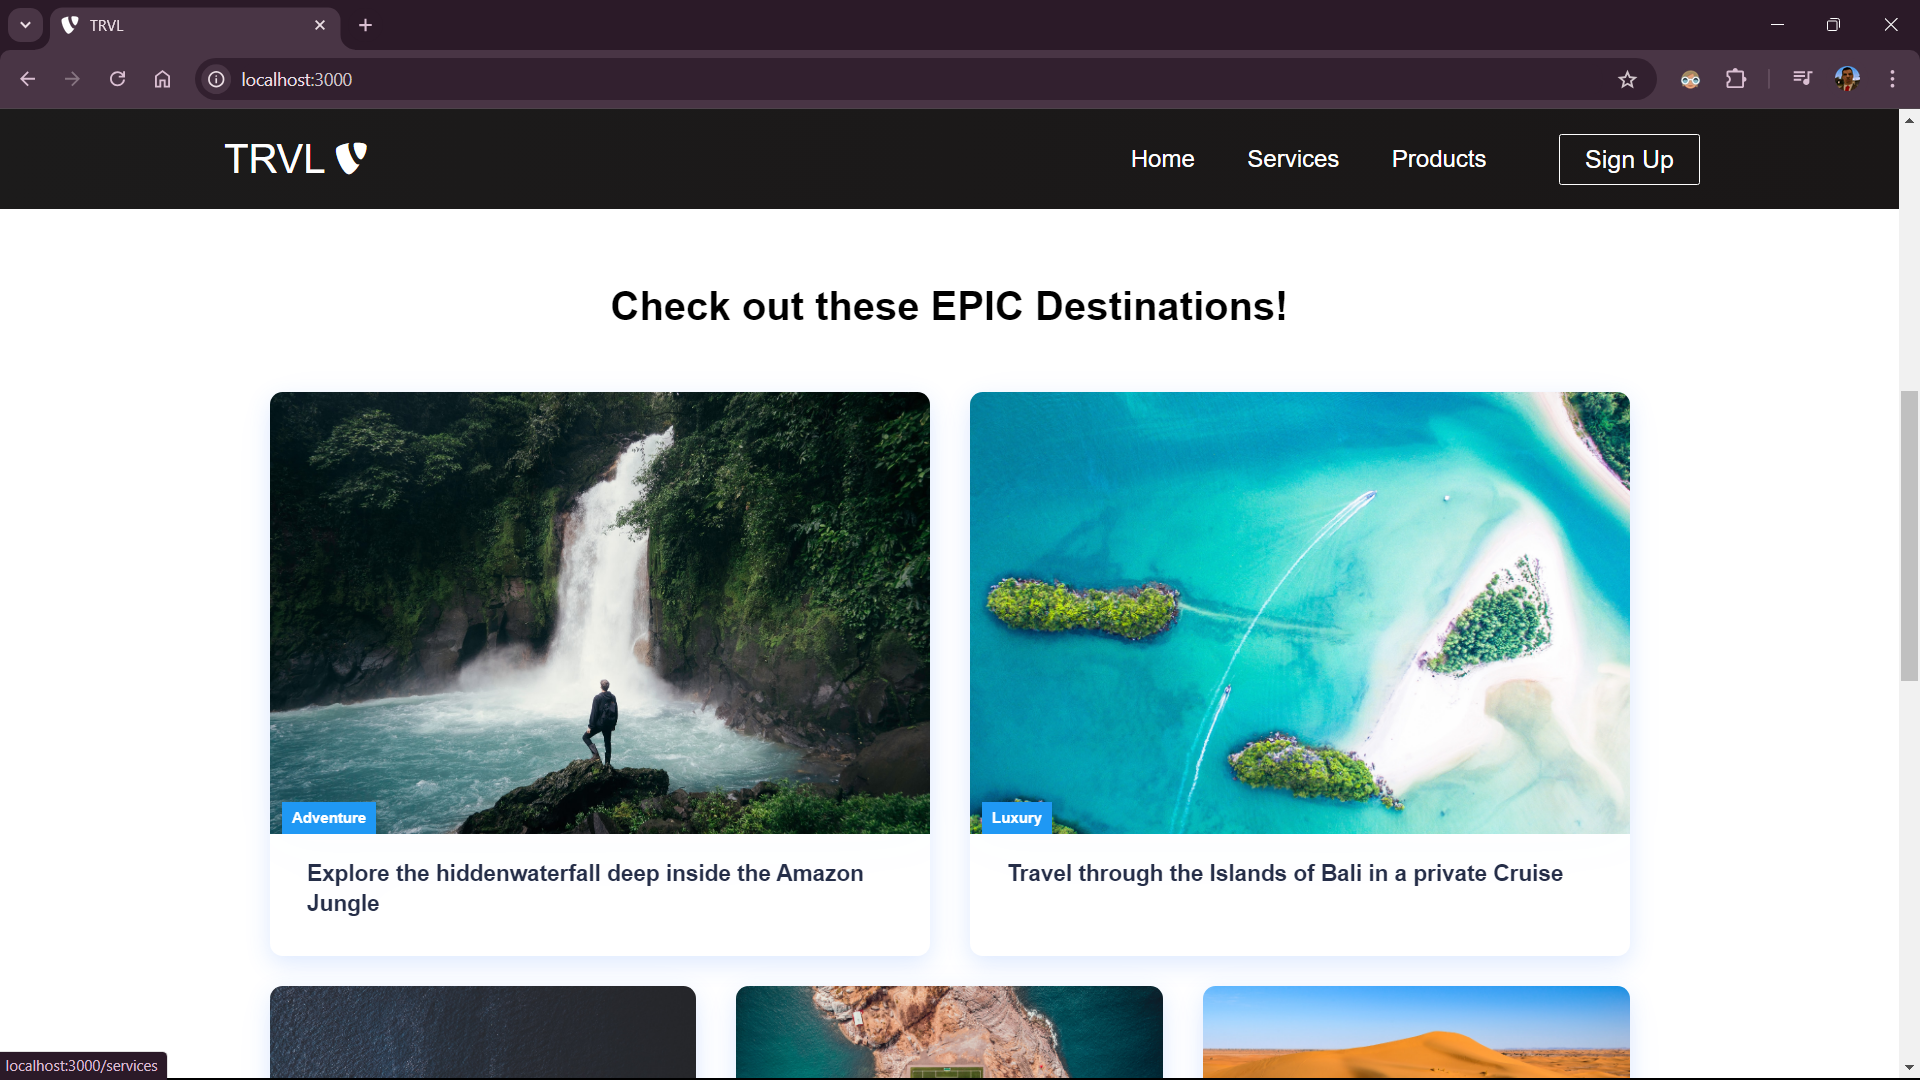 TRVL
localhost:3000
TRVL
Home
Services
Products
Sign Up
Check out these EPIC Destinations!
Adventure
Luxury
Explore the hiddenwaterfall deep inside the Amazon
Jungle
Travel through the Islands of Bali in a private Cruise
localhost:3000/services